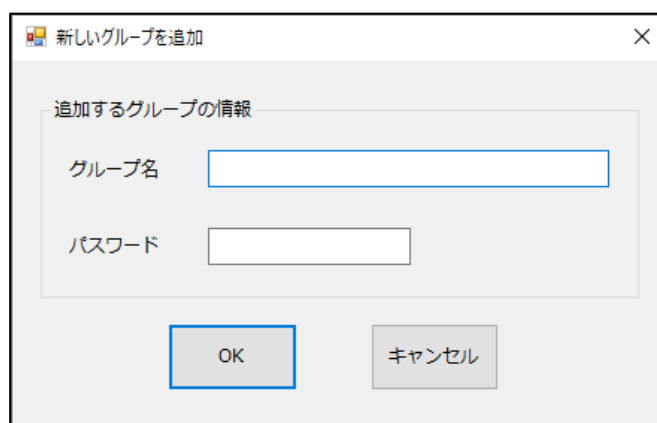 新しいグループを追加
追加するグループの情報
グループ名
パスワード
OK
キャンセル